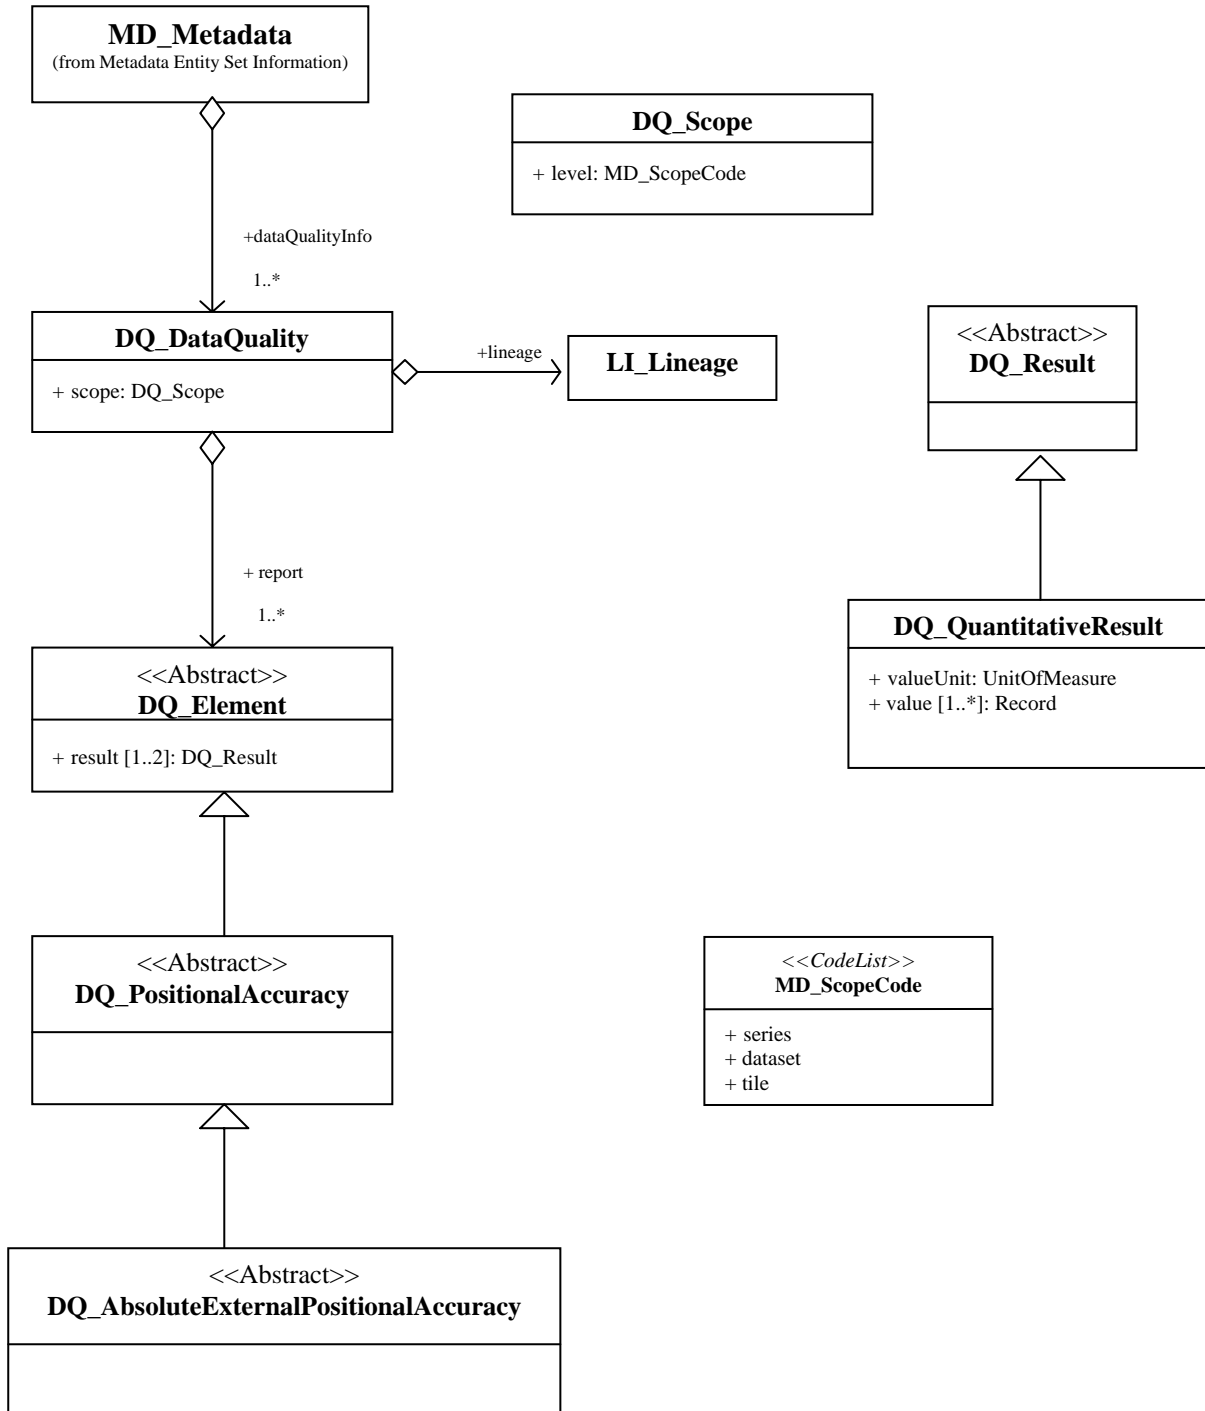 MD_Metadata
(from Metadata Entity Set Information)
DQ_Scope
+ level: MD_ScopeCode
+dataQualityInfo
1..*
DQ_DataQuality
+ scope: DQ_Scope
+lineage
LI_Lineage
<<Abstract>>
DQ_Result
+ report
1..*
<<Abstract>>
DQ_Element
+ result [1..2]: DQ_Result
DQ_QuantitativeResult
+ valueUnit: UnitOfMeasure
+ value [1..*]: Record
<<Abstract>>
DQ_PositionalAccuracy
<<CodeList>>
MD_ScopeCode
+ series
+ dataset
+ tile
<<Abstract>>
DQ_AbsoluteExternalPositionalAccuracy